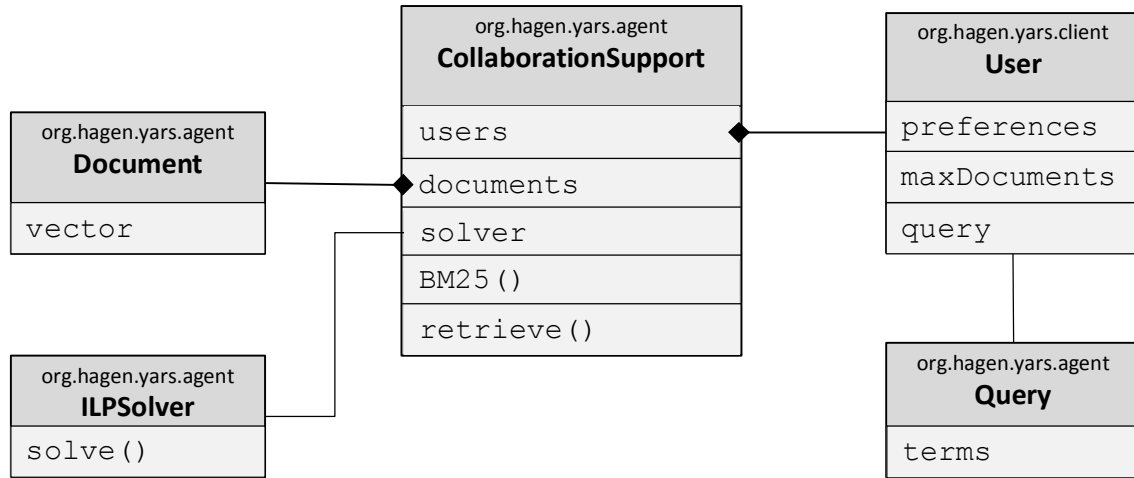 org.hagen.yars.agent
CollaborationSupport
users
documents
solver
BM25()
retrieve()
org.hagen.yars.client
User
preferences
maxDocuments
query
org.hagen.yars.agent
Document
vector
org.hagen.yars.agent
ILPSolver
solve()
org.hagen.yars.agent
Query
terms